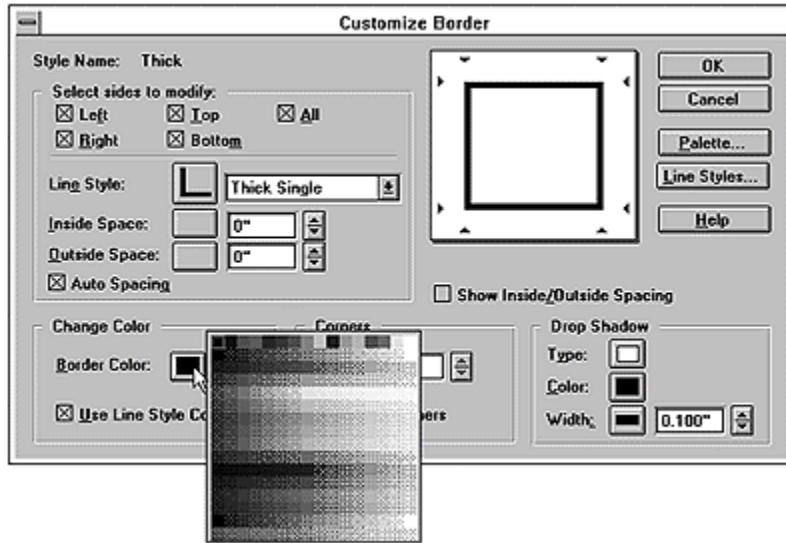 Customize Border
Style Name: Thick
Select sides to modify:
Left Top All
Right Bottom
Line Style: Thick Single
Inside Space: 0"
Outside Space: 0"
Auto Spacing
OK
Cancel
Palette...
Line Styles...
Help
Show Inside/Outside Spacing
Change Color
Border Color:
Use Line Style Co
Corners
ners
Drop Shadow
Type:
Color:
Width: 0.100"